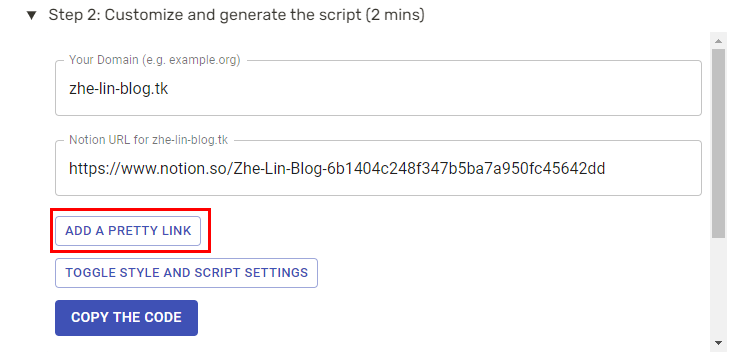 Step 2: Customize and generate the script (2 mins)
Your Domain (e.g. example.org)
zhe-lin-blog.tk
Notion URL for zhe-lin-blog.tk
https://www.notion.so/Zhe-Lin-Blog-6b1404c248f347b5ba7a950fc45642dd
ADD A PRETTY LINK
TOGGLE STYLE AND SCRIPT SETTINGS
COPY THE CODE